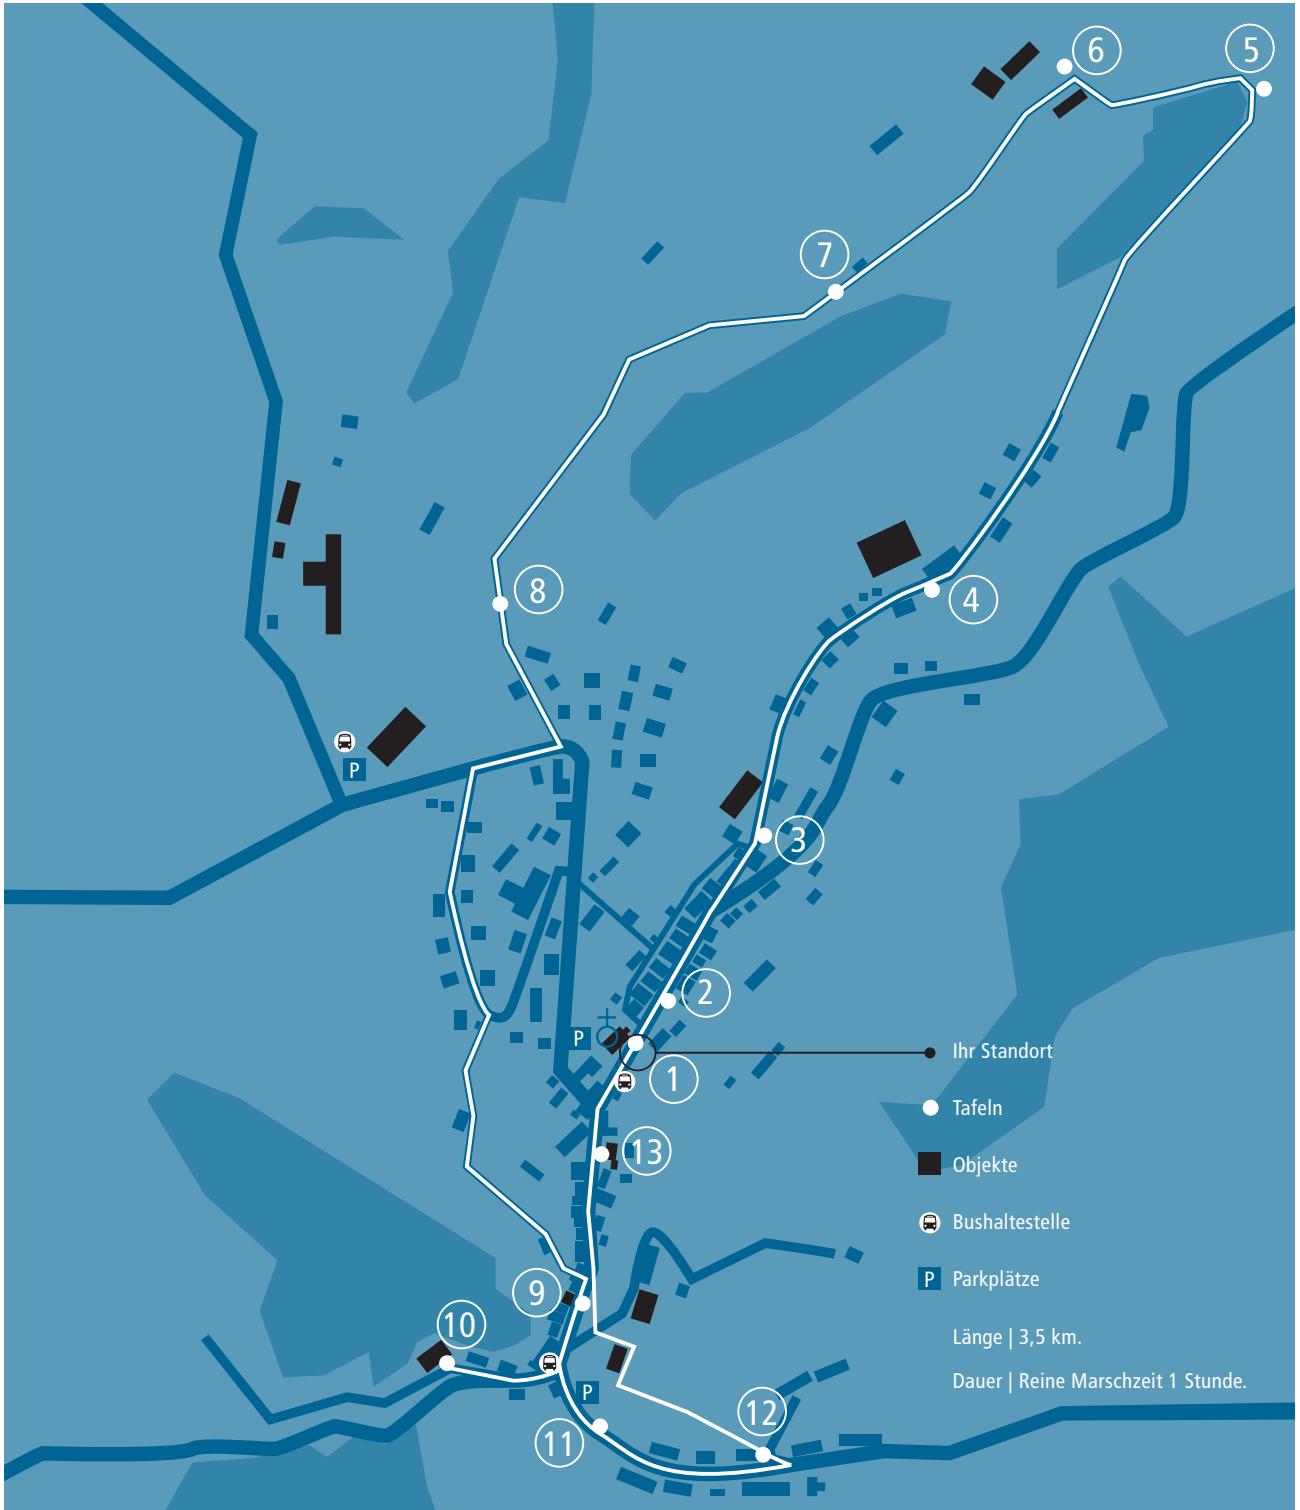 6
5
7
8
4
P
3
2
P
1
Ihr Standort
Tafeln
13
Objekte
Bushaltestelle
P Parkplätze
9
10
Länge | 3,5 km.
Dauer | Reine Marschzeit 1 Stunde.
P
12
11